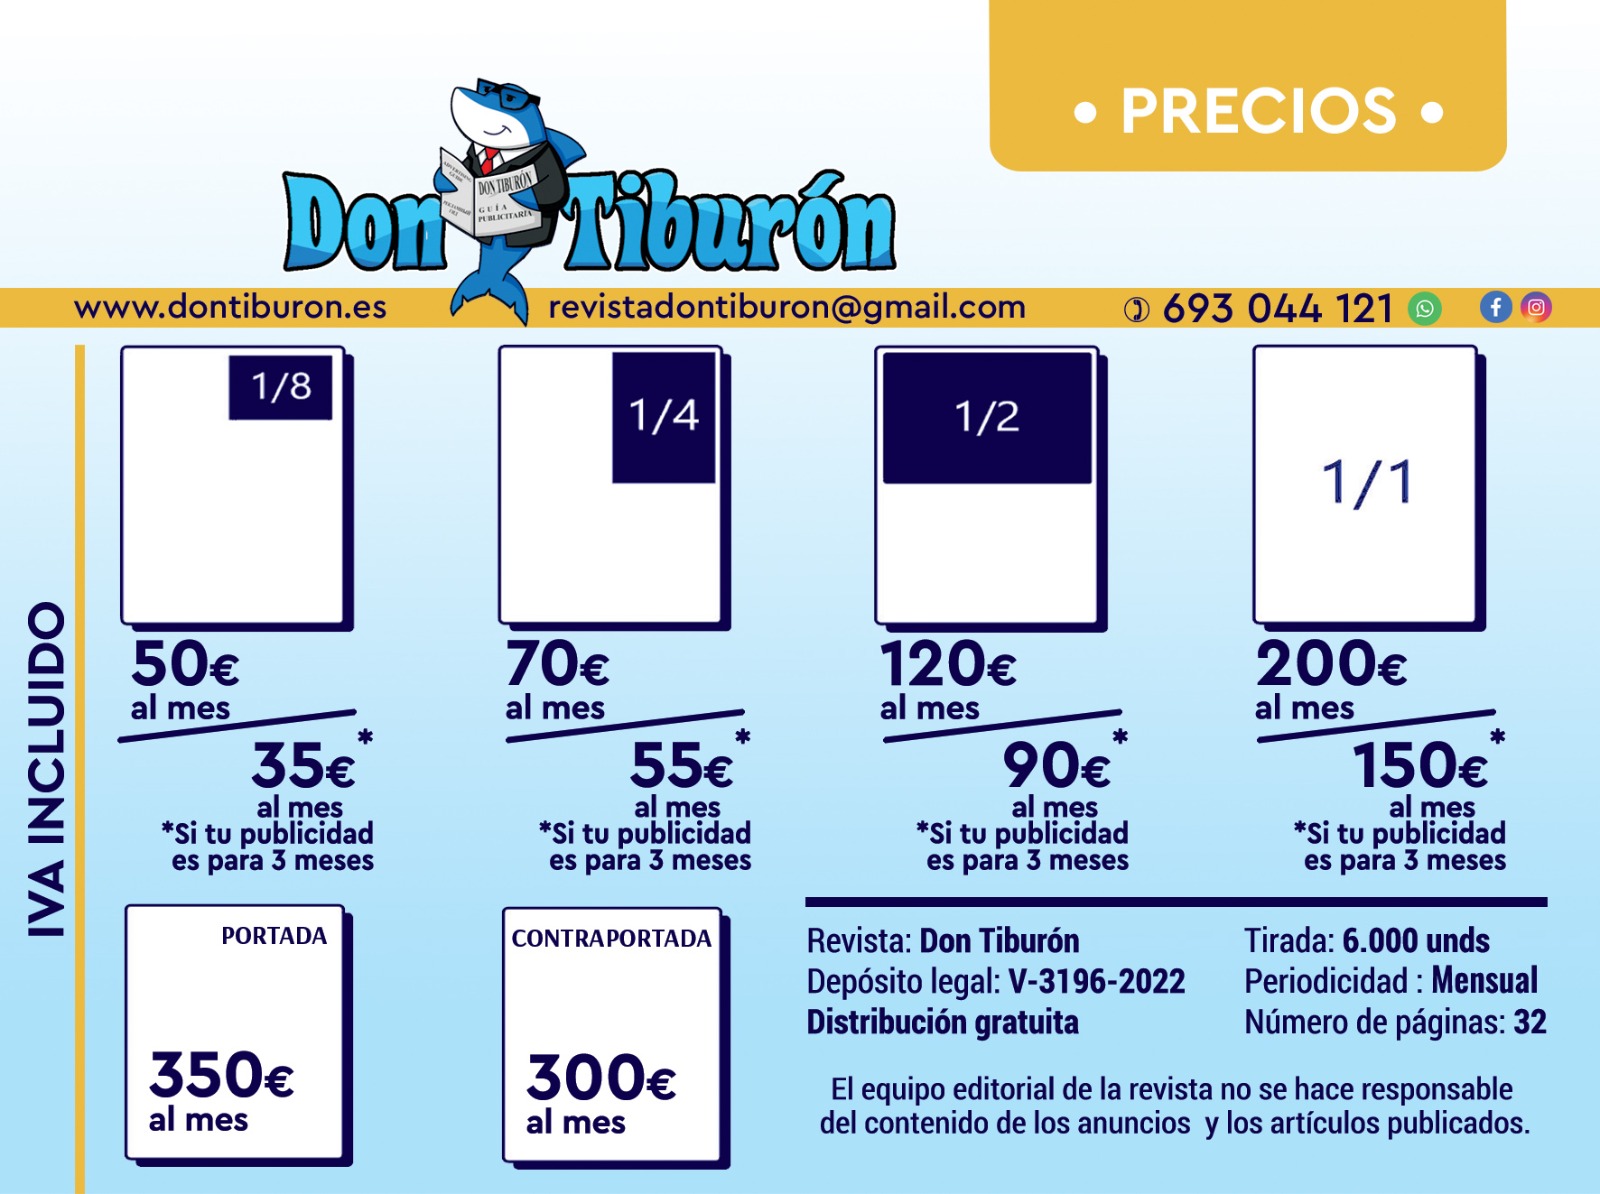 • PRECIOS •
Don Tiburón
DON TIBURÓN
GUÍA
PUBLICITARIA
www.dontiburon.es
revistadontiburon@gmail.com
693 044 121
IVA INCLUIDO
1/8
50€
al mes
35€*
al mes
*Si tu publicidad
es para 3 meses
1/4
70€
al mes
55€*
al mes
*Si tu publicidad
es para 3 meses
1/2
120€
al mes
90€*
al mes
*Si tu publicidad
es para 3 meses
1/1
200€
al mes
150€*
al mes
*Si tu publicidad
es para 3 meses
PORTADA
350€
al mes
CONTRAPORTADA
300€
al mes
Revista: Don Tiburón
Depósito legal: V-3196-2022
Distribución gratuita
Tirada: 6.000 unds
Periodicidad : Mensual
Número de páginas: 32
El equipo editorial de la revista no se hace responsable
del contenido de los anuncios y los artículos publicados.